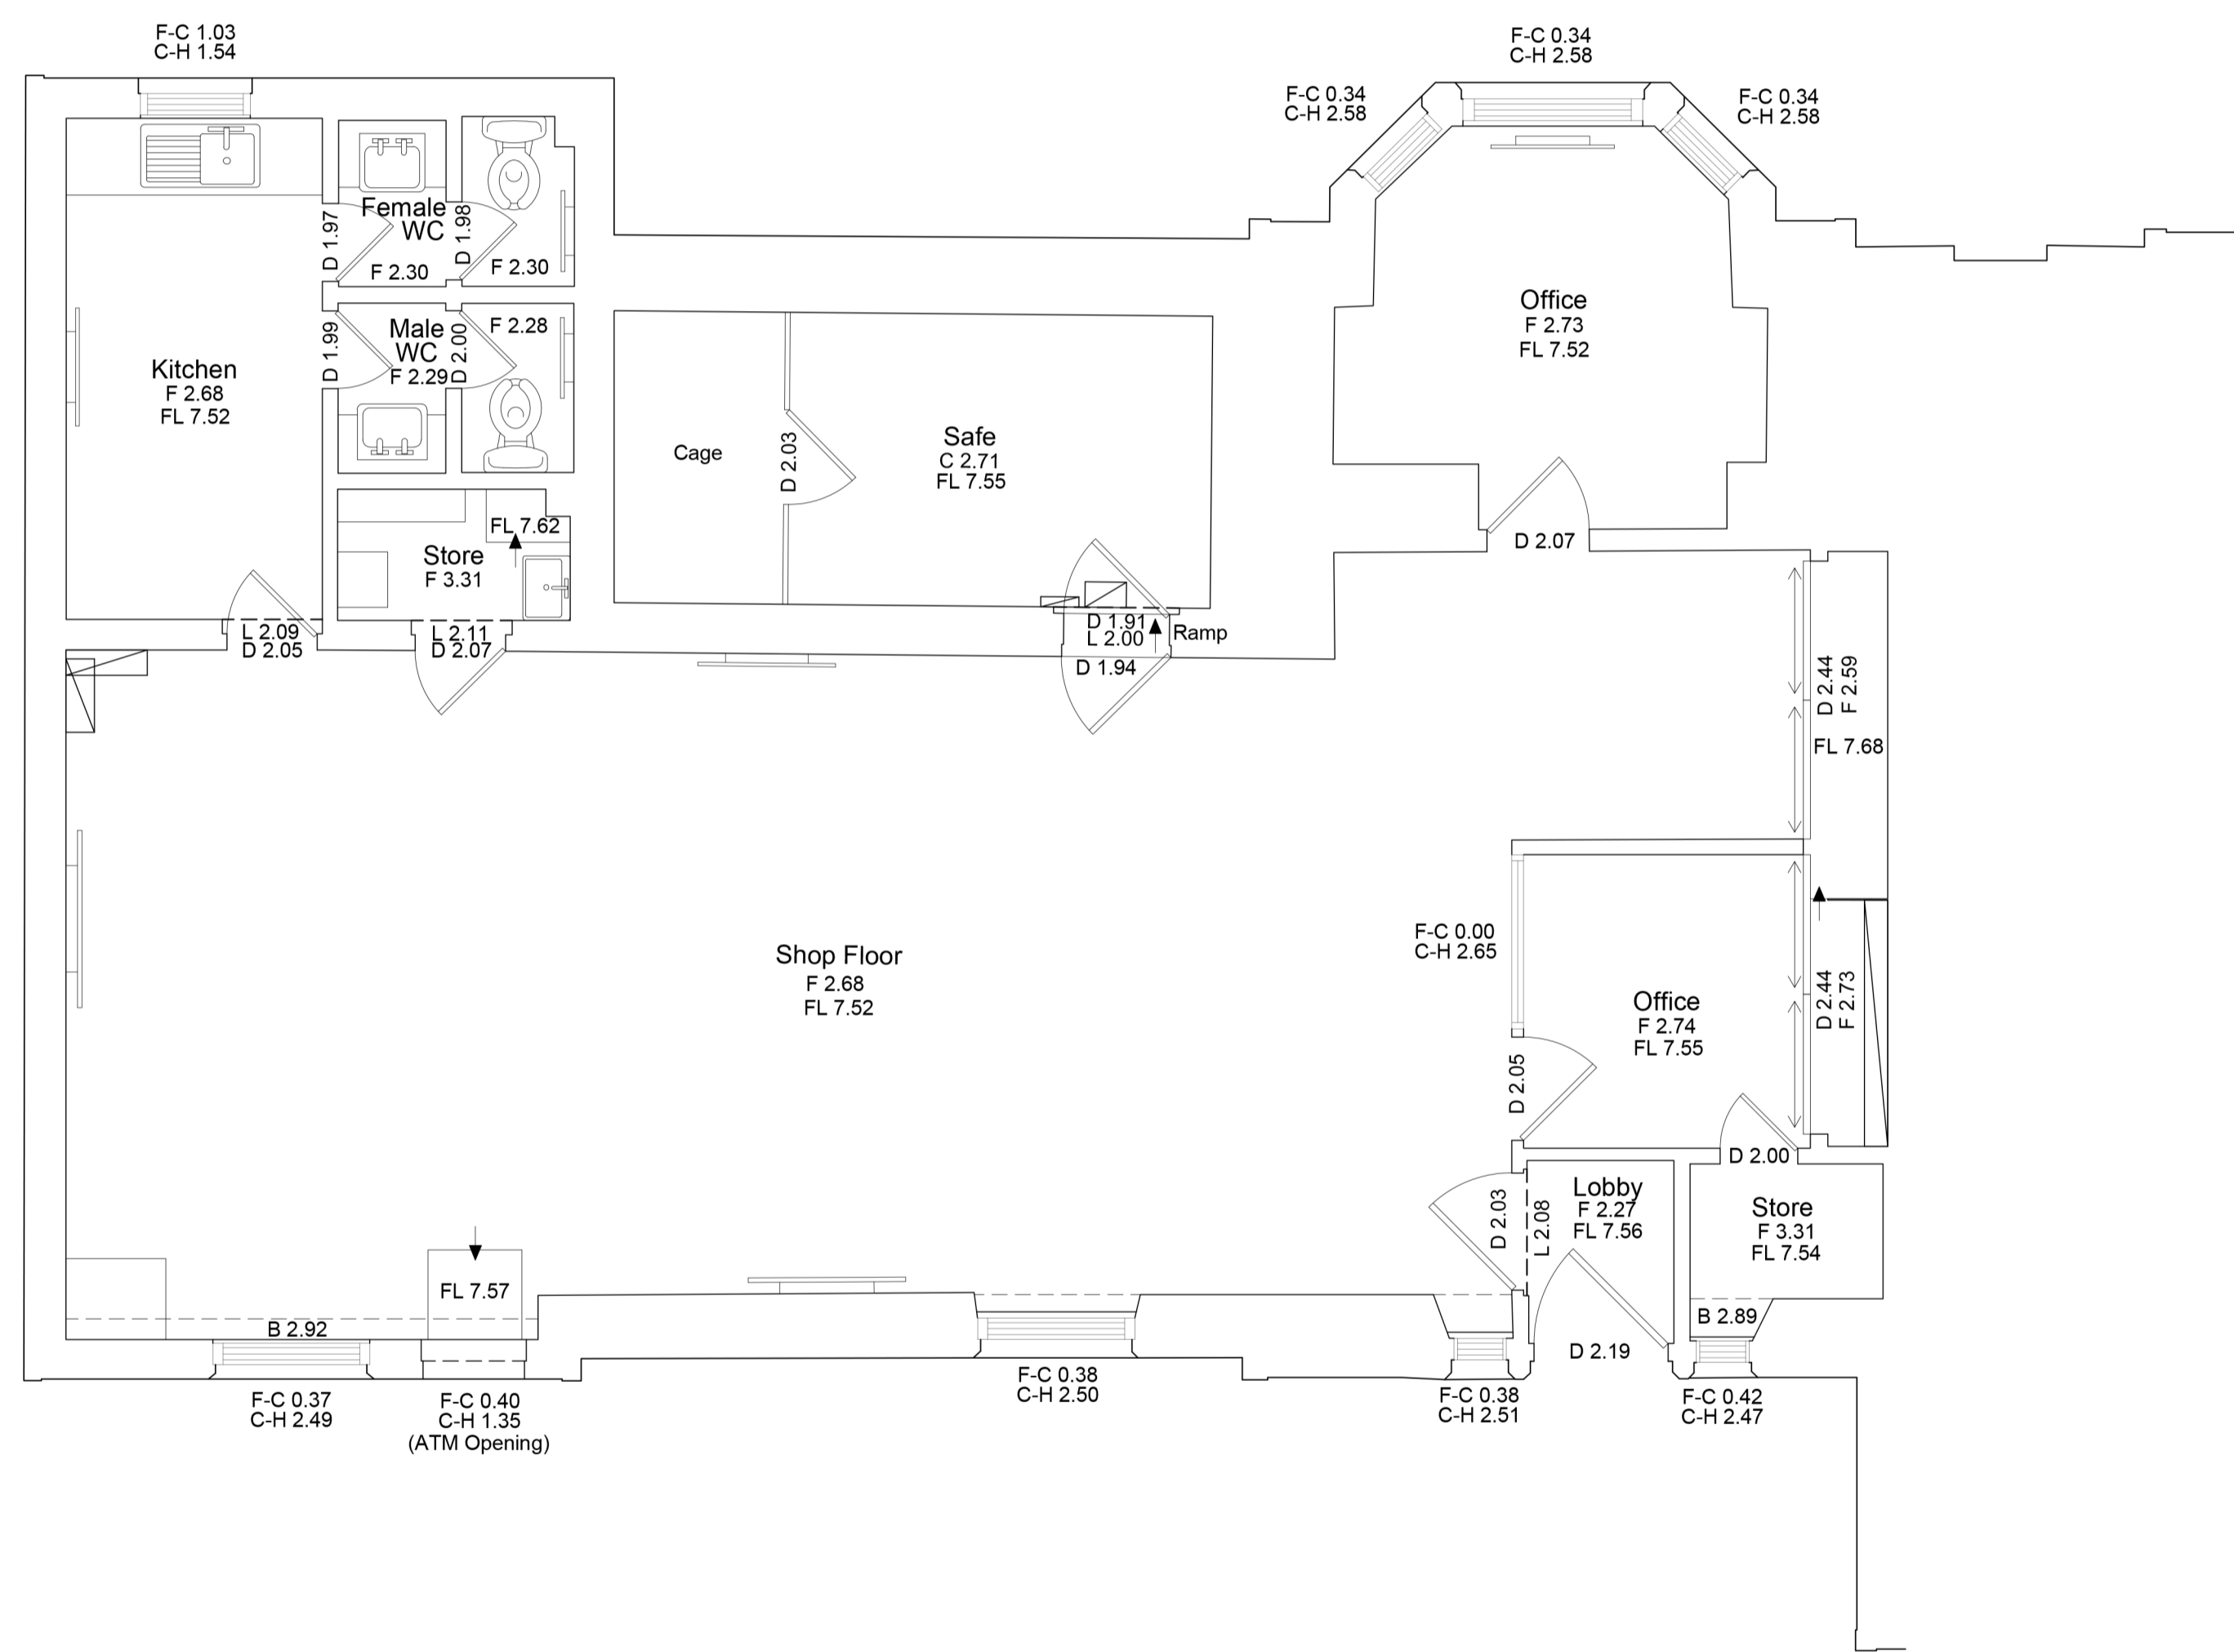 F-C 1.03
C-H 1.54
F-C 0.34
C-H 2.58
F-C 0.34
C-H 2.58
F-C 0.34
C-H 2.58
D 1.97
Female
WC
F 2.30
D 1.98
F 2.30
D 1.99
Male
WC
F 2.29
D 2.00
F 2.28
Kitchen
F 2.68
FL 7.52
Cage
D 2.03
Safe
C 2.71
FL 7.55
Office
F 2.73
FL 7.52
D 2.07
FL 7.62
Store
F 3.31
L 2.09
D 2.05
L 2.11
D 2.07
D 1.91
L 2.00
Ramp
D 1.94
D 2.44
F 2.59
FL 7.68
Shop Floor
F 2.68
FL 7.52
F-C 0.00
C-H 2.65
Office
F 2.74
FL 7.55
D 2.44
F 2.73
D 2.05
D 2.00
D 2.03
L 2.08
Lobby
F 2.27
FL 7.56
Store
F 3.31
FL 7.54
FL 7.57
B 2.92
B 2.89
D 2.19
F-C 0.37
C-H 2.49
F-C 0.40
C-H 1.35
(ATM Opening)
F-C 0.38
C-H 2.50
F-C 0.38
C-H 2.51
F-C 0.42
C-H 2.47